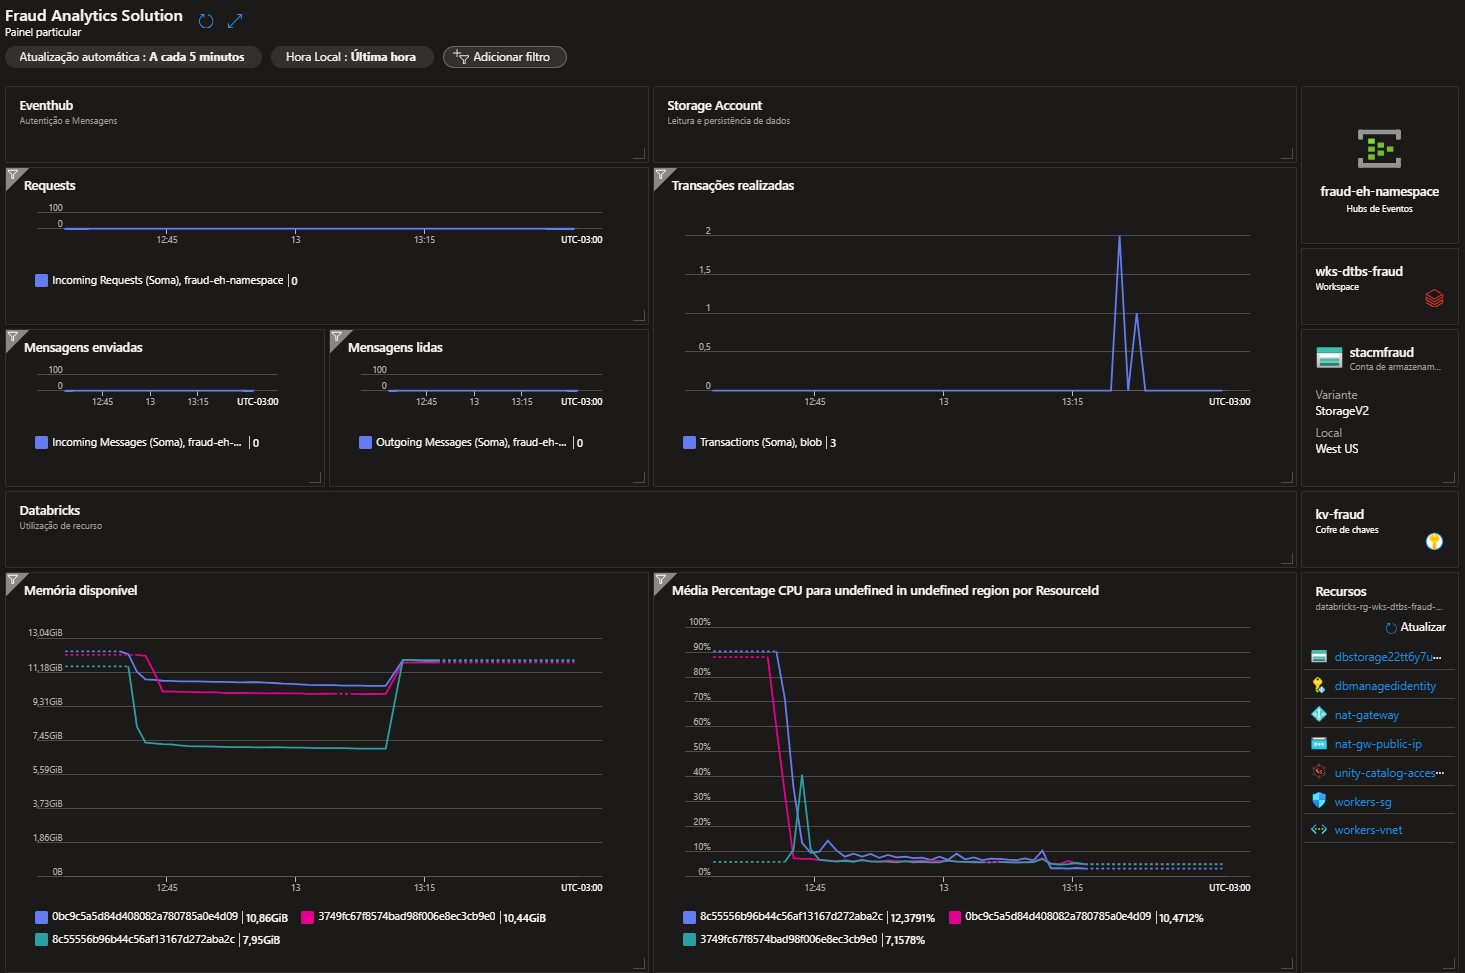 Fraud Analytics Solution
Painel particular
Atualização automática : A cada 5 minutos
Hora Local : Última hora
Adicionar filtro
Eventhub
Autentição e Mensagens
Storage Account
Leitura e persistência de dados
fraud-eh-namespace
Hubs de Eventos
Requests
100
0
12:45
13
13:15
UTC-03:00
Incoming Requests (Soma), fraud-eh-namespace | 0
Transações realizadas
2
1,5
1
0,5
0
12:45
13
13:15
UTC-03:00
Transactions (Soma), blob | 3
wks-dtbs-fraud
Workspace
Mensagens enviadas
100
0
12:45
13
13:15
UTC-03:00
Incoming Messages (Soma), fraud-eh-... | 0
Mensagens lidas
100
0
12:45
13
13:15
UTC-03:00
Outgoing Messages (Soma), fraud-eh-... | 0
stacmfraud
Conta de armazenam...
Variante
StorageV2
Local
West US
Databricks
Utilização de recurso
kv-fraud
Cofre de chaves
Memória disponível
13,04GiB
11,18GiB
9,31GiB
7,45GiB
5,59GiB
3,73GiB
1,86GiB
0B
12:45
13
13:15
UTC-03:00
0bc9c5a5d84d408082a780785a0e4d09 | 10,86GiB
3749fc67f8574bad98f006e8ec3cb9e0 | 10,44GiB
8c55556b96b44c56af13167d272aba2c | 7,95GiB
Média Percentage CPU para undefined in undefined region por ResourceId
100%
90%
80%
70%
60%
50%
40%
30%
20%
10%
0%
12:45
13
13:15
UTC-03:00
8c55556b96b44c56af13167d272aba2c | 12,3791%
0bc9c5a5d84d408082a780785a0e4d09 | 10,4712%
3749fc67f8574bad98f006e8ec3cb9e0 | 7,1578%
Recursos
databricks-rg-wks-dtbs-fraud-...
Atualizar
dbstorage22tt6y7u...
dbmanagedidentity
nat-gateway
nat-gw-public-ip
unity-catalog-acces...
workers-sg
workers-vnet